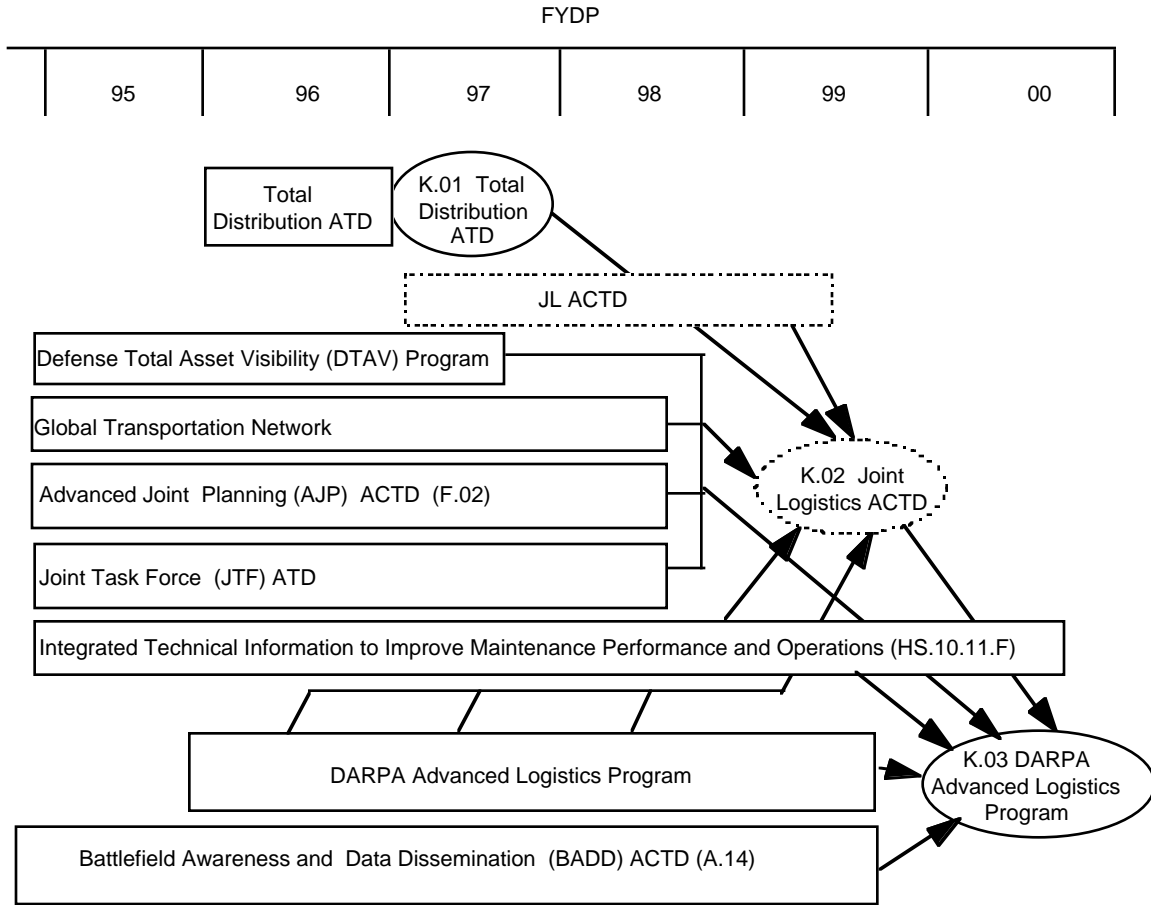 FYDP
95 96 97 98 99 00
Total
Distribution ATD
K.01 Total
Distribution
ATD
JL ACTD
Defense Total Asset Visibility (DTAV) Program
Global Transportation Network
Advanced Joint Planning (AJP) ACTD (F.02)
Joint Task Force (JTF) ATD
K.02 Joint
Logistics ACTD
Integrated Technical Information to Improve Maintenance Performance and Operations (HS.10.11.F)
DARPA Advanced Logistics Program
K.03 DARPA
Advanced Logistics
Program
Battlefield Awareness and Data Dissemination (BADD) ACTD (A.14)